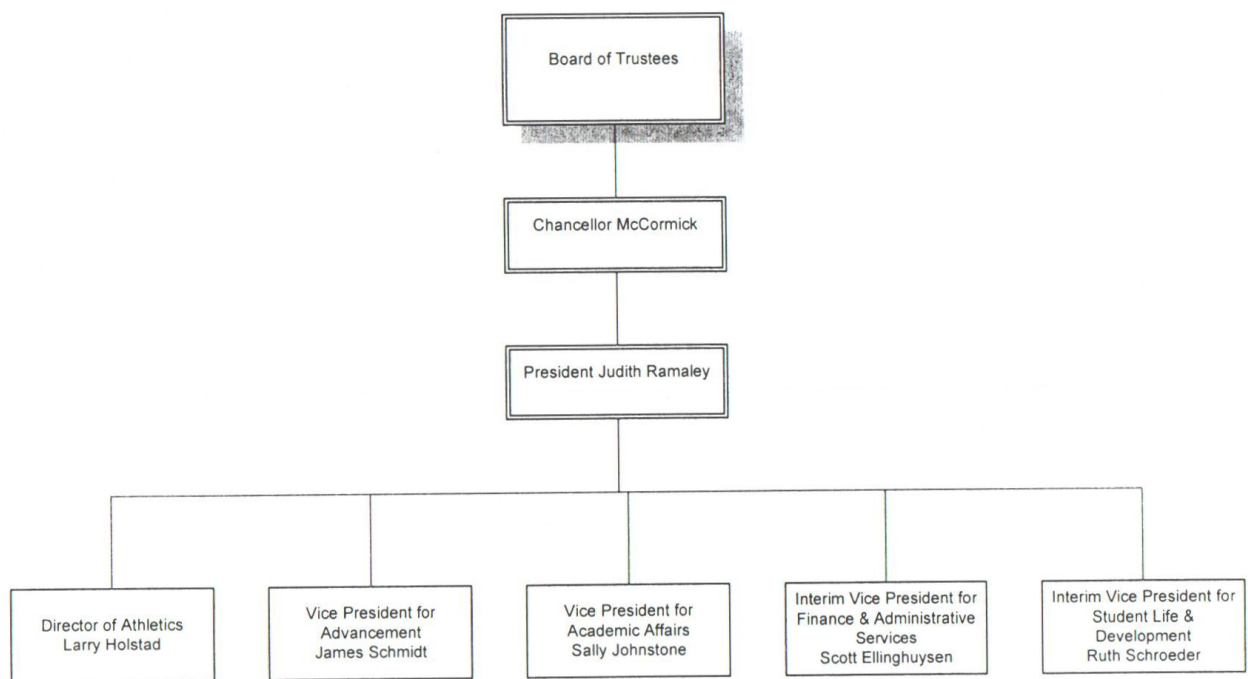 Board of Trustees
Chancellor McCormick
President Judith Ramaley
Director of Athletics
Larry Holstad
Vice President for
Advancement
James Schmidt
Vice President for
Academic Affairs
Sally Johnstone
Interim Vice President for
Finance & Administrative
Services
Scott Ellinghuysen
Interim Vice President for
Student Life &
Development
Ruth Schroeder